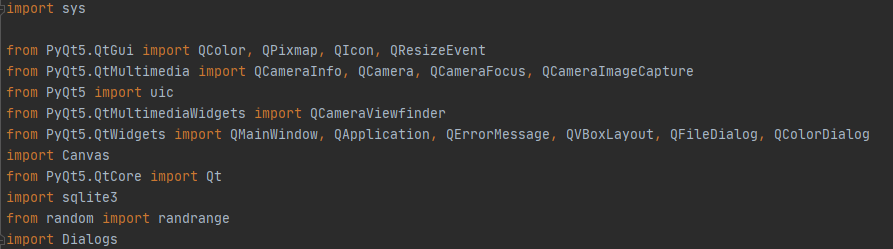 import sys
from PyQt5.QtGui import QColor, QPixmap, QIcon, QResizeEvent
from PyQt5.QtMultimedia import QCameraInfo, QCamera, QCameraFocus, QCameraImageCapture
from PyQt5 import uic
from PyQt5.QtMultimediaWidgets import QCameraViewfinder
from PyQt5.QtWidgets import QMainWindow, QApplication, QErrorMessage, QVBoxLayout, QFileDialog, QColorDialog
import Canvas
from PyQt5.QtCore import Qt
import sqlite3
from random import randrange
import Dialogs